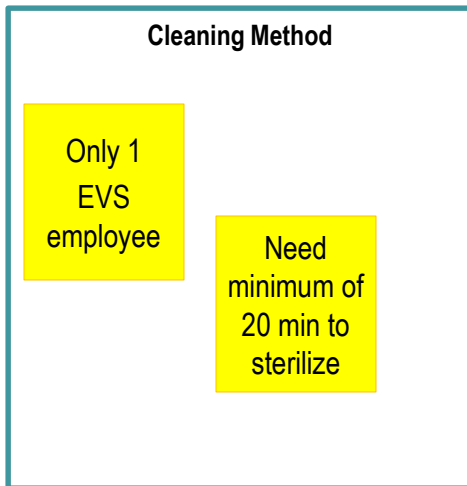 Cleaning Method
Only 1
EVS
employee
Need
minimum of
20 min to
sterilize